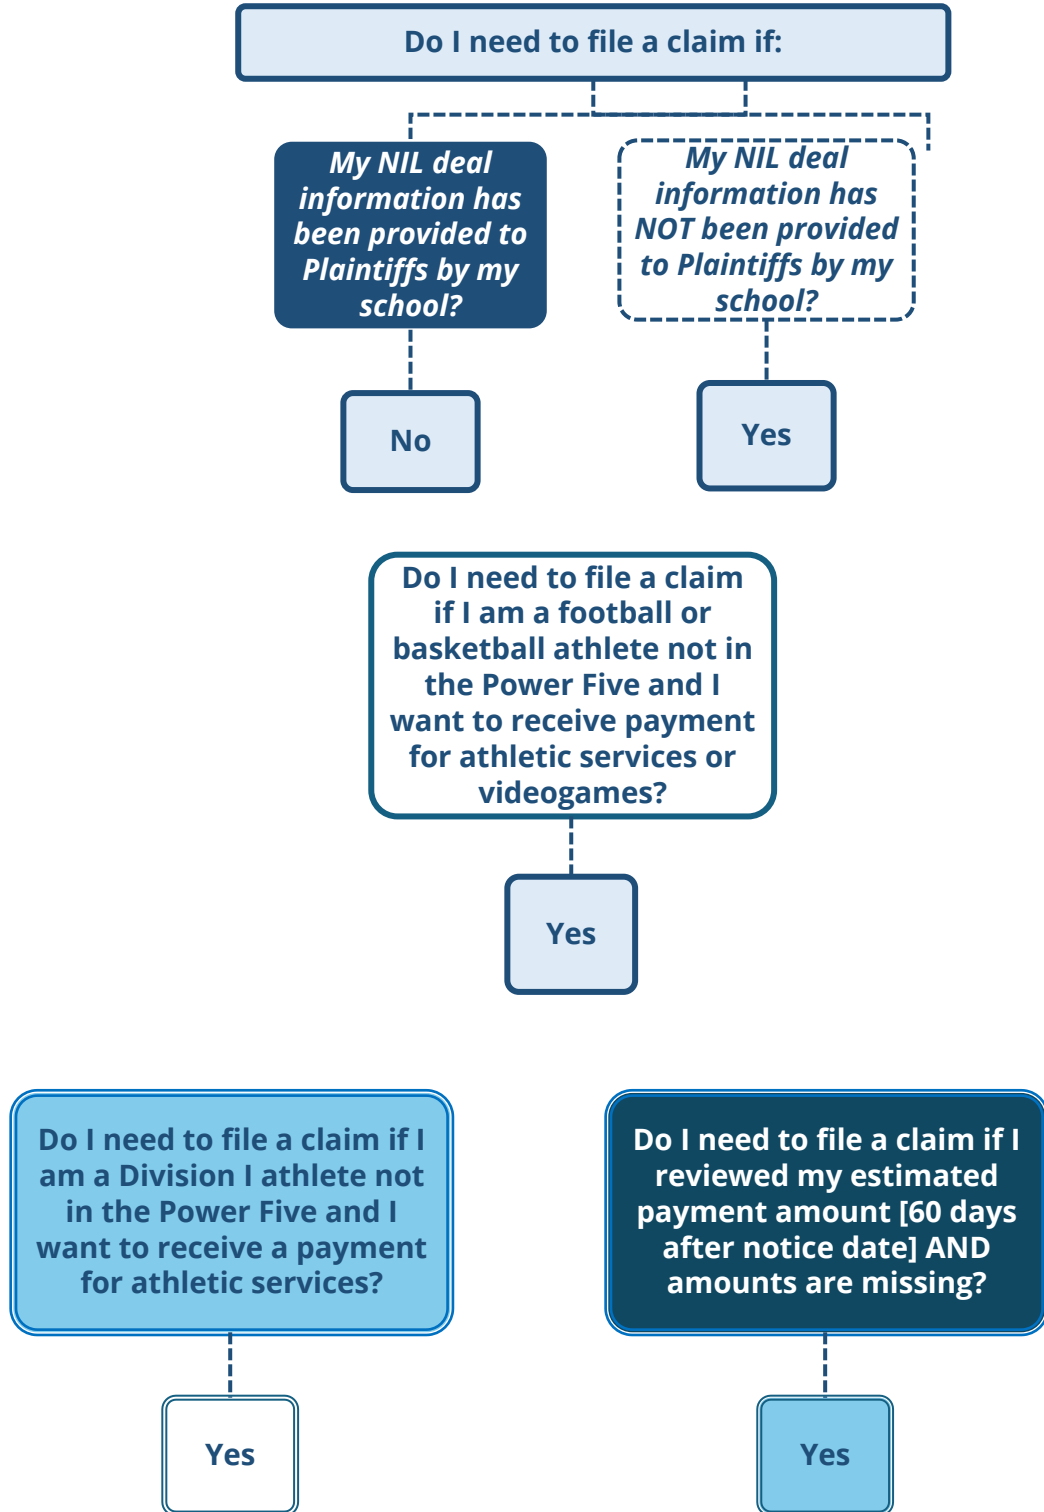 Do I need to file a claim if:
My NIL deal
information has
been provided to
Plaintiffs by my
school?
My NIL deal
information has
NOT been provided
to Plaintiffs by my
school?
No
Yes
Do I need to file a claim
if I am a football or
basketball athlete not in
the Power Five and I
want to receive payment
for athletic services or
videogames?
Yes
Do I need to file a claim if I
am a Division I athlete not
in the Power Five and I
want to receive a payment
for athletic services?
Do I need to file a claim if I
reviewed my estimated
payment amount [60 days
after notice date] AND
amounts are missing?
Yes
Yes